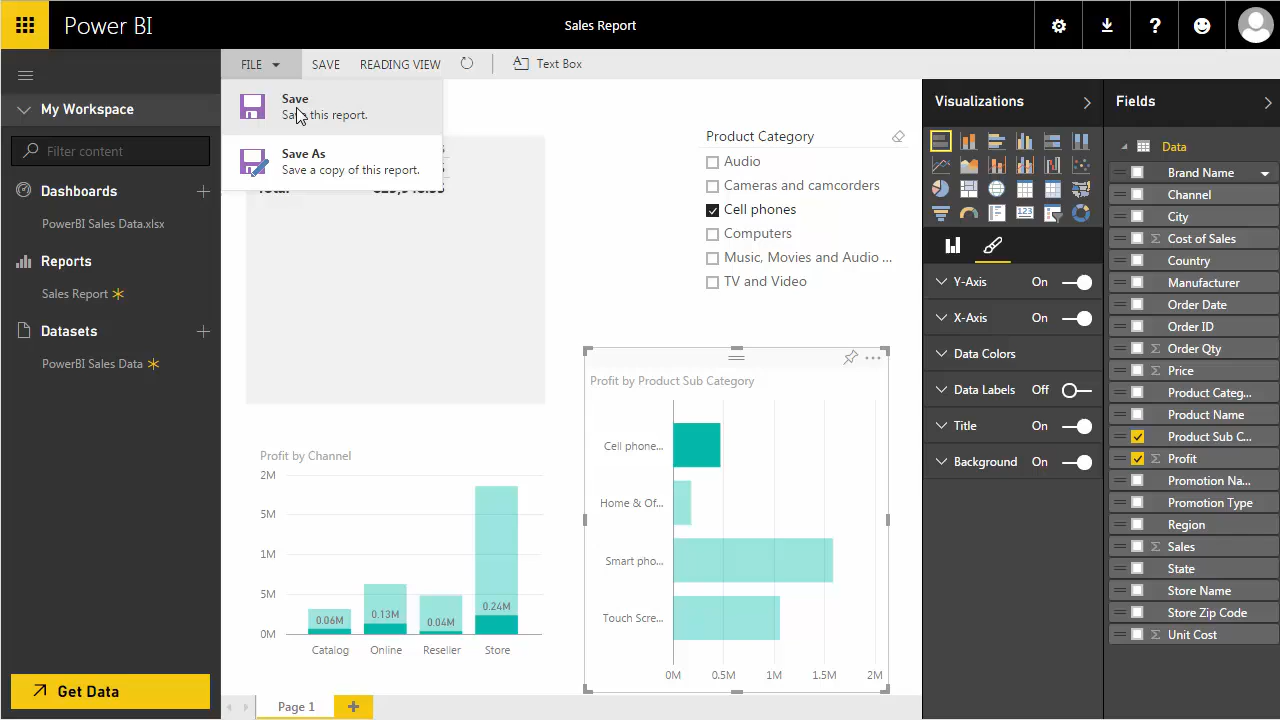 Power BI
Sales Report
?
My Workspace
Filter content
Dashboards
PowerBI Sales Data.xlsx
Reports
Sales Report
Datasets
PowerBI Sales Data
Get Data
FILE
SAVE
READING VIEW
Text Box
Save
this report.
Save As
Save a copy of this report.
Product Category
Audio
Cameras and camcorders
Cell phones
Computers
Music, Movies and Audio ...
TV and Video
Profit by Channel
2M
5M
1M
5M
0M
0.06M
0.13M
0.04M
0.24M
Catalog
Online
Reseller
Store
Profit by Product Sub Category
Cell phone...
Home & Of...
Smart pho...
Touch Scre...
0M
0.5M
1M
1.5M
2M
Page 1
Visualizations
Y-Axis On
X-Axis On
Data Colors
Data Labels Off
Title On
Background On
Fields
Data
Brand Name
Channel
City
Σ Cost of Sales
Country
Manufacturer
Order Date
Order ID
Σ Order Qty
Σ Price
Product Categ...
Product Name
Product Sub C...
Σ Profit
Promotion Na...
Promotion Type
Region
Σ Sales
State
Store Name
Store Zip Code
Σ Unit Cost